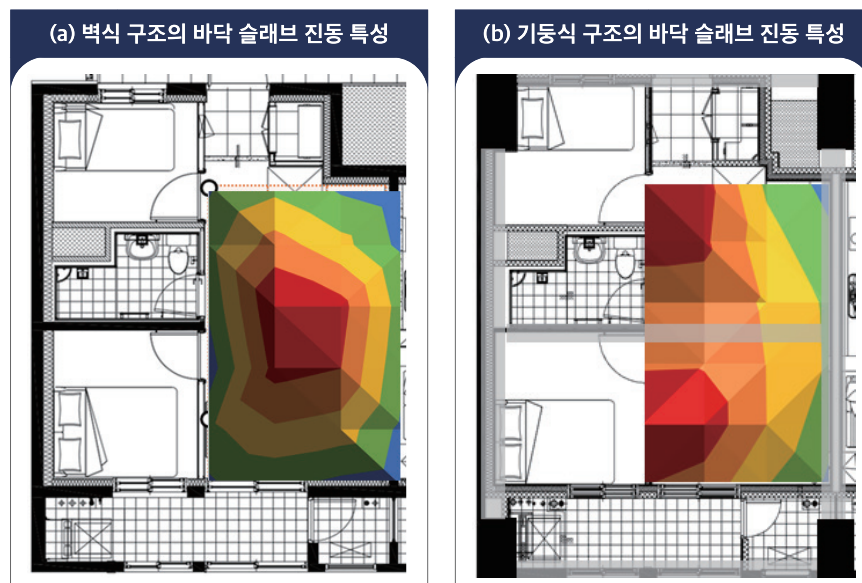 (a) 벽식 구조의 바닥 슬래브 진동 특성
(b) 기둥식 구조의 바닥 슬래브 진동 특성